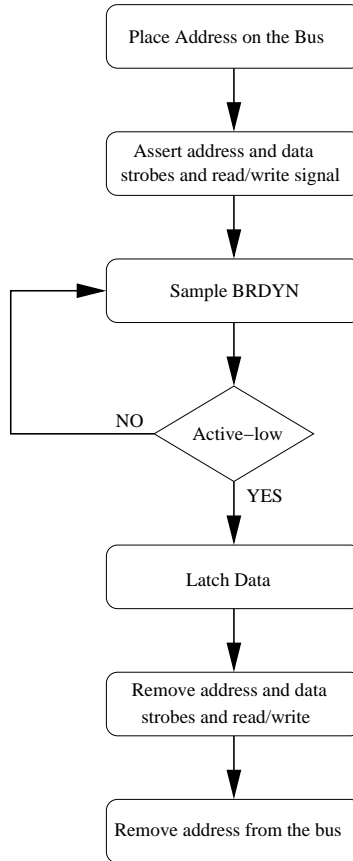 Place Address on the Bus
Assert address and data
strobes and read/write signal
Sample BRDYN
NO
Active−low
YES
Latch Data
Remove address and data
strobes and read/write
Remove address from the bus